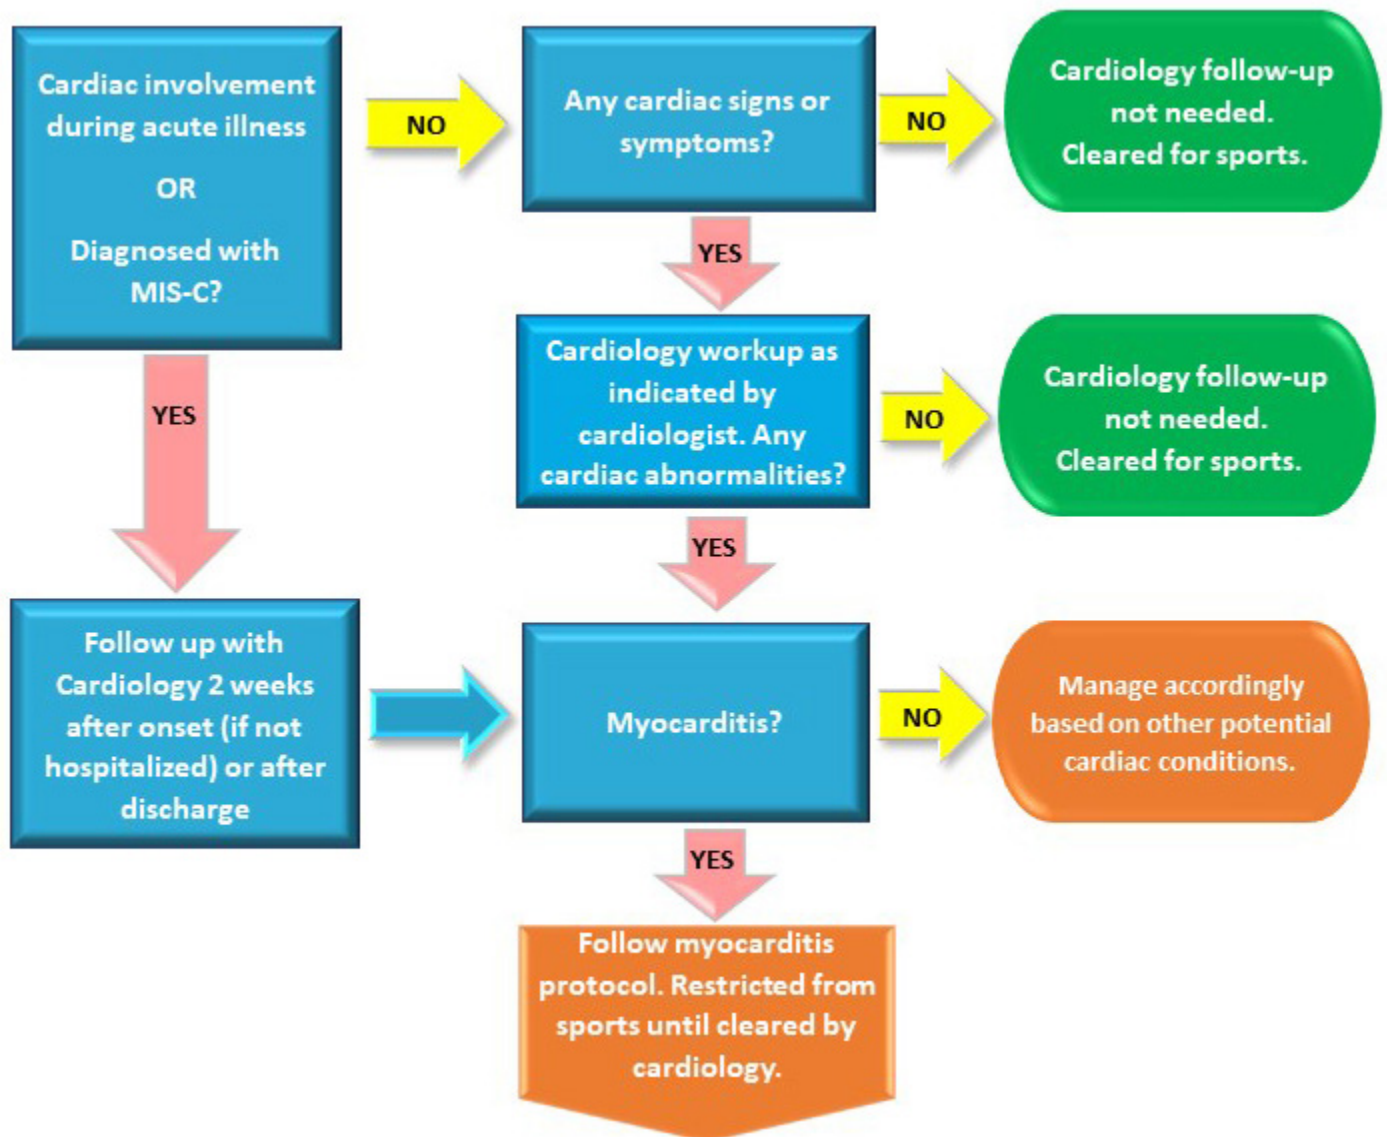 Cardiac involvement
during acute illness
OR
Diagnosed with
MIS-C?
NO
Any cardiac signs or
symptoms?
NO
Cardiology follow-up
not needed.
Cleared for sports.
YES
YES
Cardiology workup as
indicated by
cardiologist. Any
cardiac abnormalities?
NO
Cardiology follow-up
not needed.
Cleared for sports.
YES
Follow up with
Cardiology 2 weeks
after onset (if not
hospitalized) or after
discharge
Myocarditis?
NO
Manage accordingly
based on other potential
cardiac conditions.
YES
Follow myocarditis
protocol. Restricted from
sports until cleared by
cardiology.